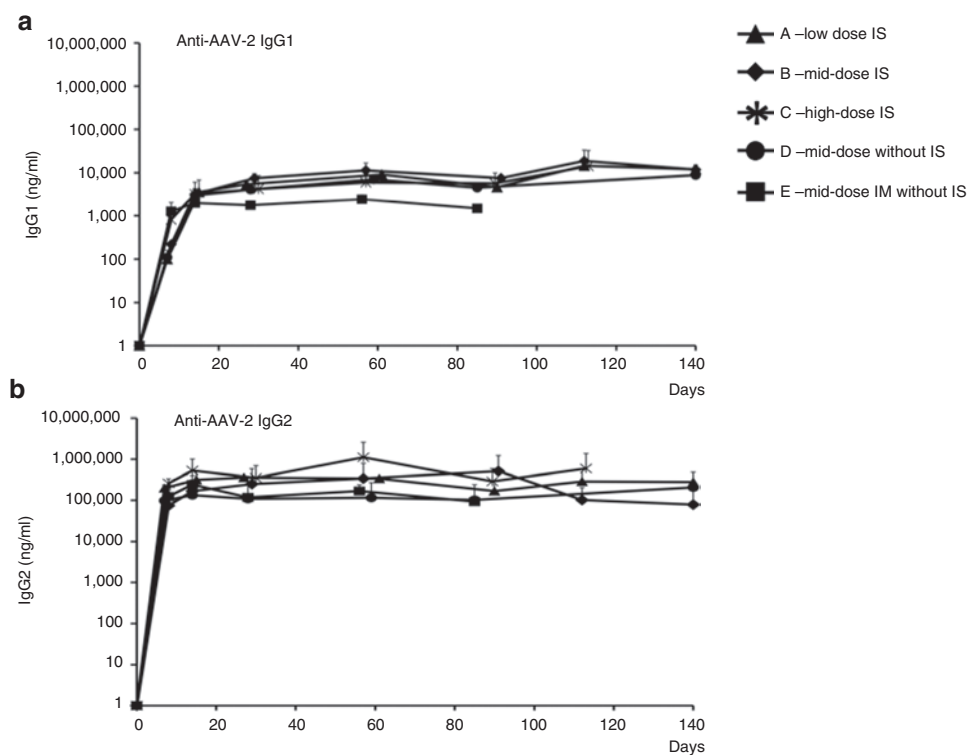 a
Anti-AAV-2 IgG1
10,000,000
1,000,000
100,000
10,000
1,000
100
10
1
IgG1 (ng/ml)
0 20 40 60 80 100 120 140
Days
A –low dose IS
B –mid-dose IS
C –high-dose IS
D –mid-dose without IS
E –mid-dose IM without IS
b
Anti-AAV-2 IgG2
10,000,000
1,000,000
100,000
10,000
1,000
100
10
1
IgG2 (ng/ml)
0 20 40 60 80 100 120 140
Days